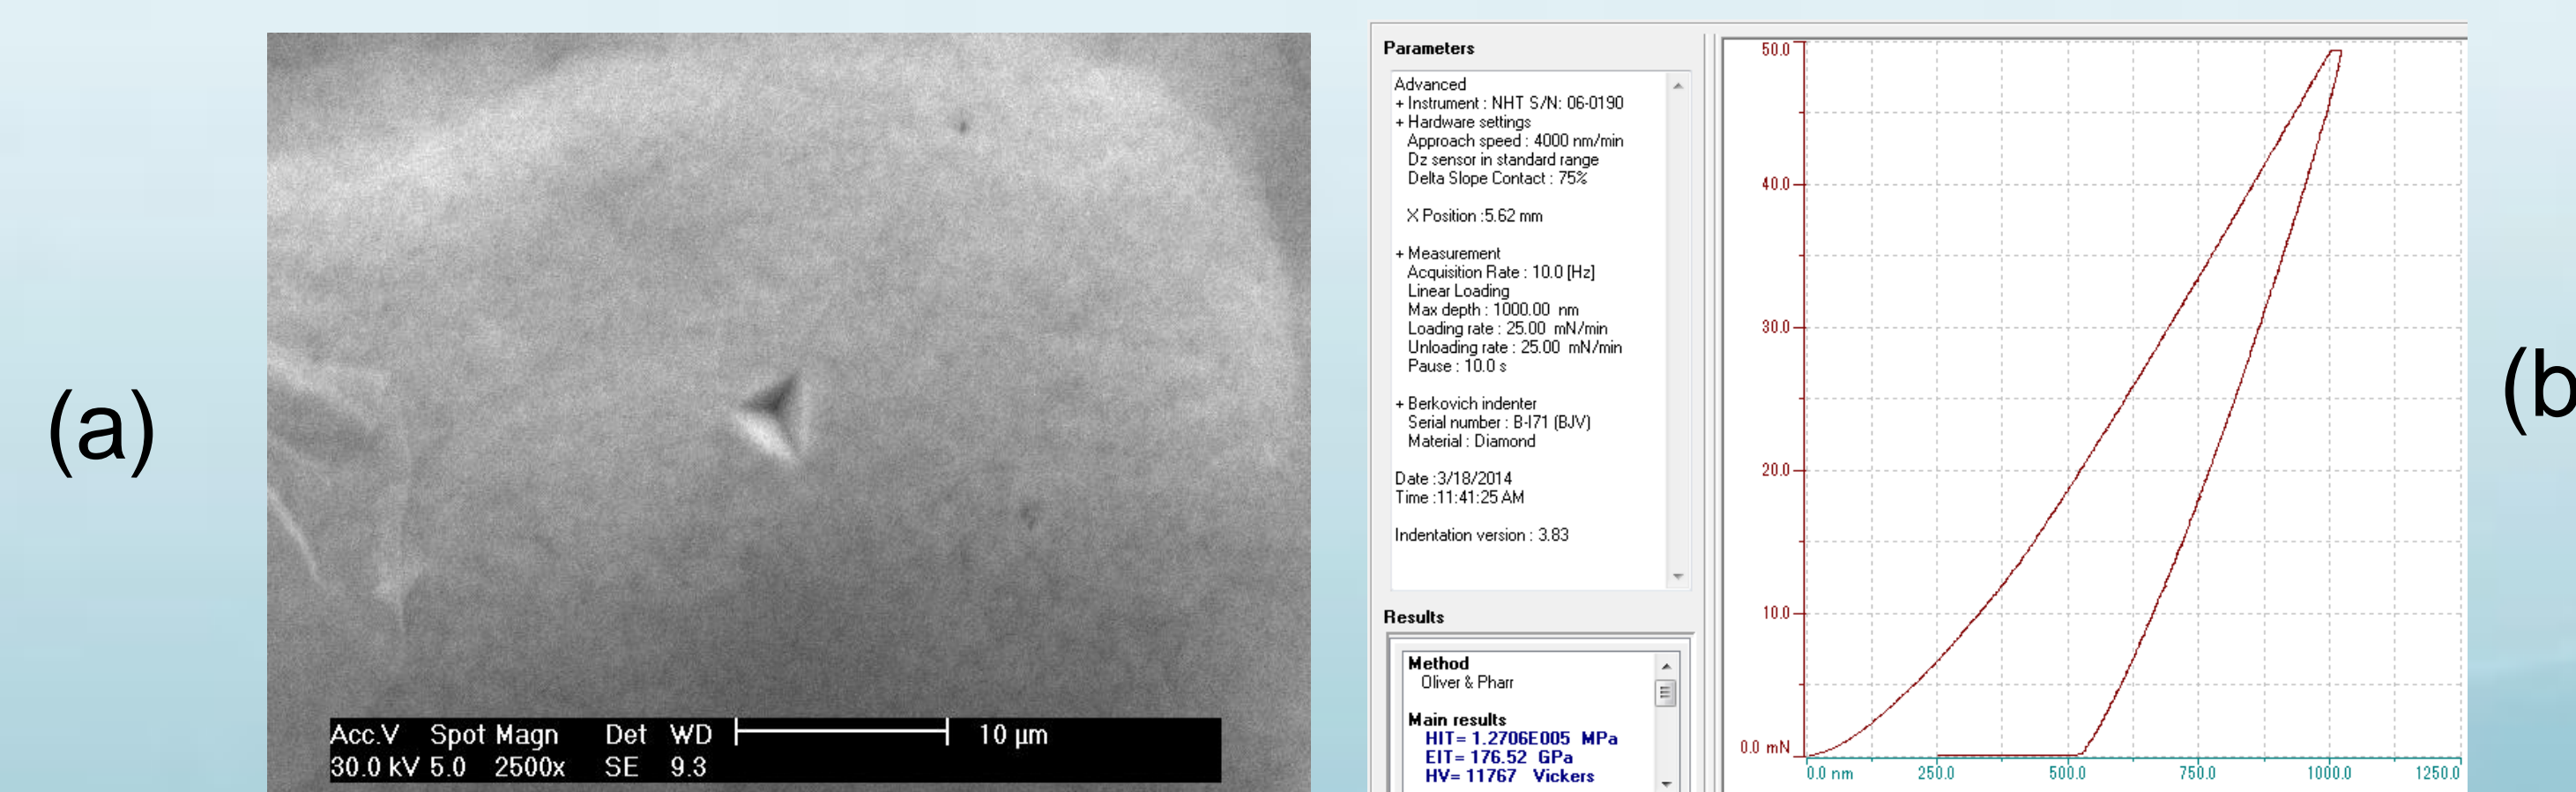 (a)
Acc.V Spot Magn Det WD 10 µm
30.0 kV 5.0 2500x SE 9.3
Parameters
Advanced
+ Instrument : NHT S/N: 06-0190
+ Hardware settings
Approach speed : 4000 nm/min
Dz sensor in standard range
Delta Slope Contact : 75%
X Position :5.62 mm
+ Measurement
Acquisition Rate : 10.0 [Hz]
Linear Loading
Max depth : 1000.00 nm
Loading rate : 25.00 mN/min
Unloading rate : 25.00 mN/min
Pause : 10.0 s
+ Berkovich indenter
Serial number : B-I71 (BJV)
Material : Diamond
Date :3/18/2014
Time :11:41:25 AM
Indentation version : 3.83
Results
Method
Oliver & Pharr
Main results
HIT= 1.2706E005 MPa
EIT= 176.52 GPa
HV= 11767 Vickers
50.0
40.0
30.0
20.0
10.0
0.0 mN
0.0 nm 250.0 500.0 750.0 1000.0 1250.0
(b